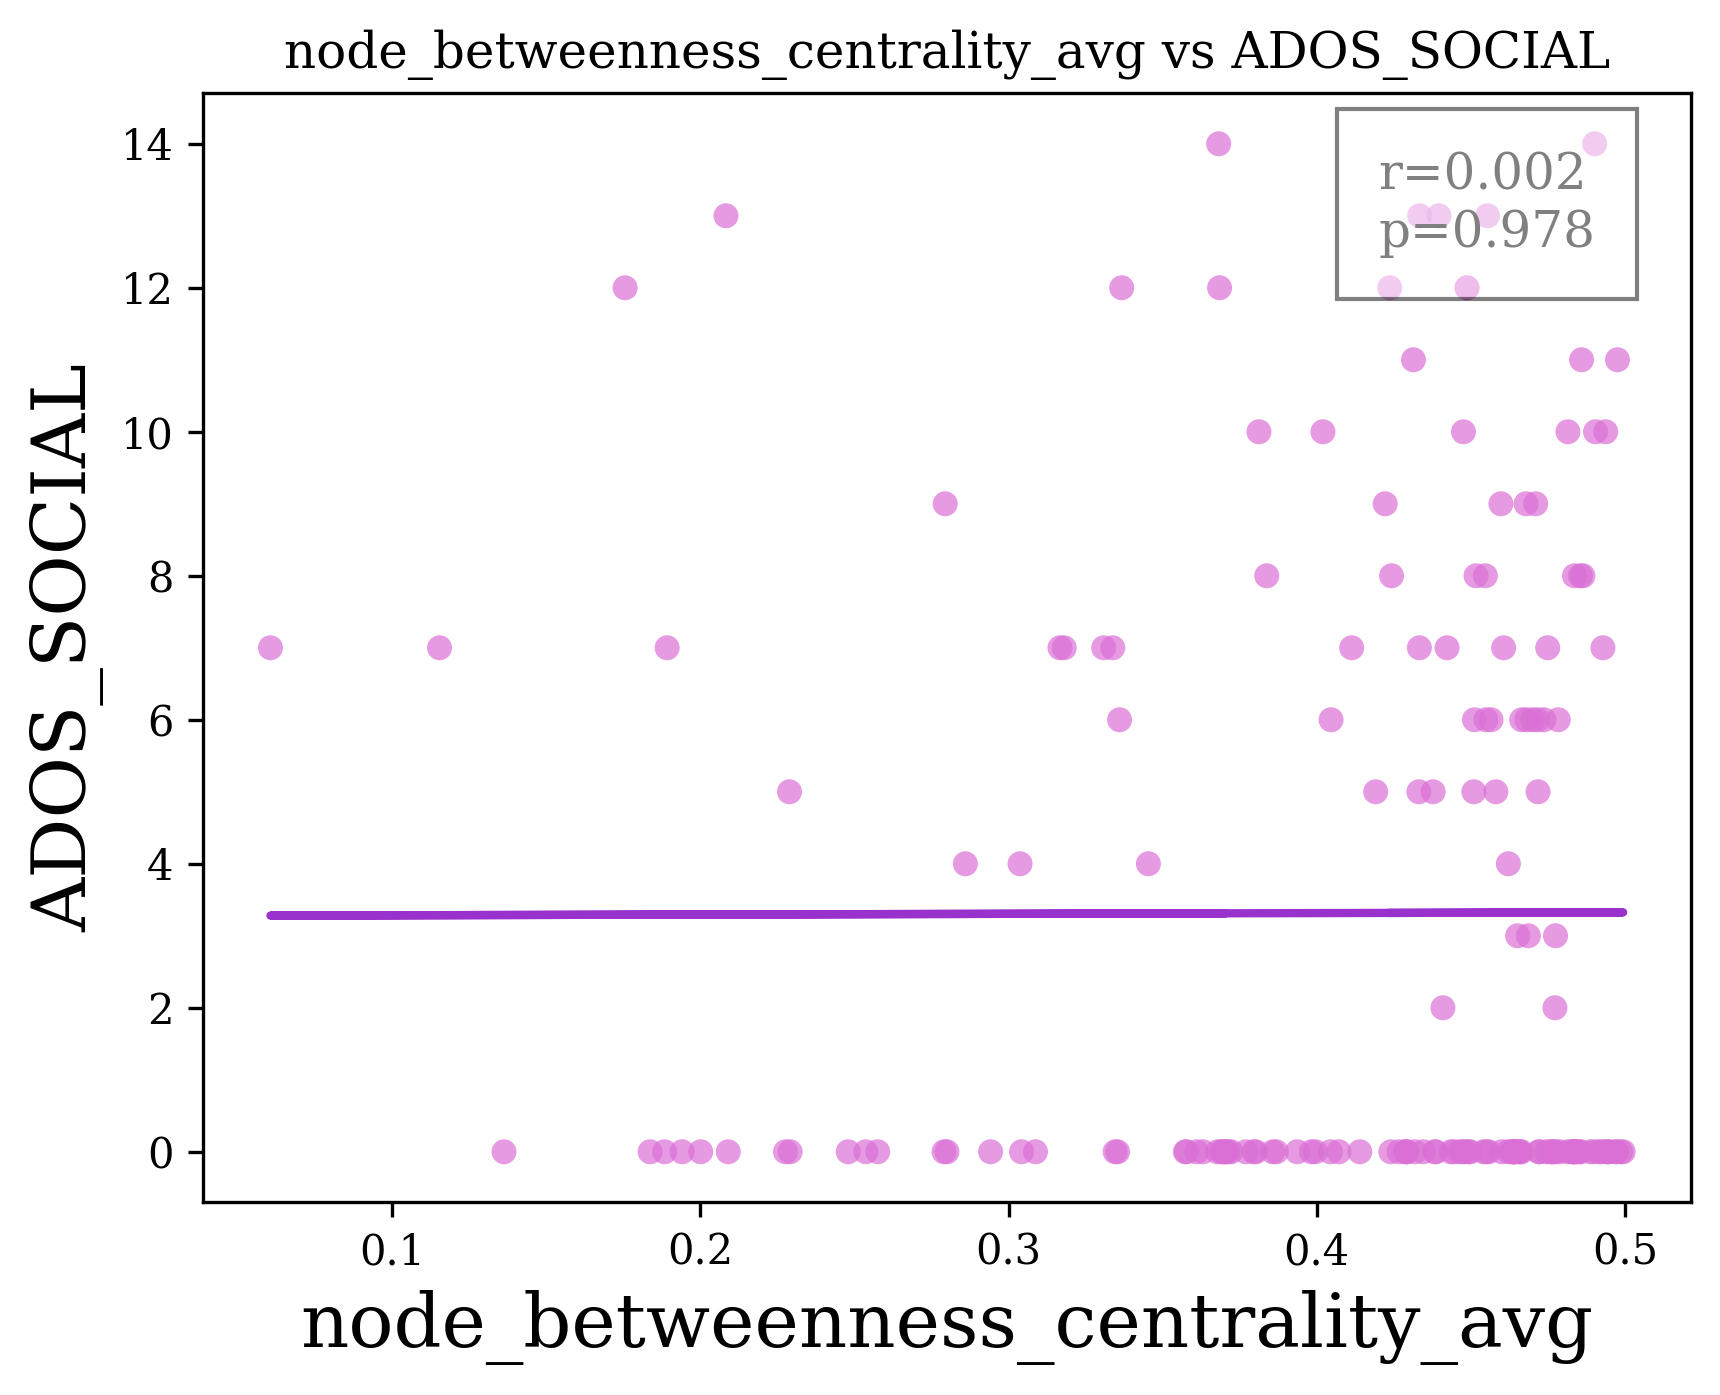 node_betweenness_centrality_avg vs ADOS_SOCIAL
r=0.002
p=0.978
ADOS_SOCIAL
14
12
10
8
6
4
2
0
0.1 0.2 0.3 0.4 0.5
node_betweenness_centrality_avg